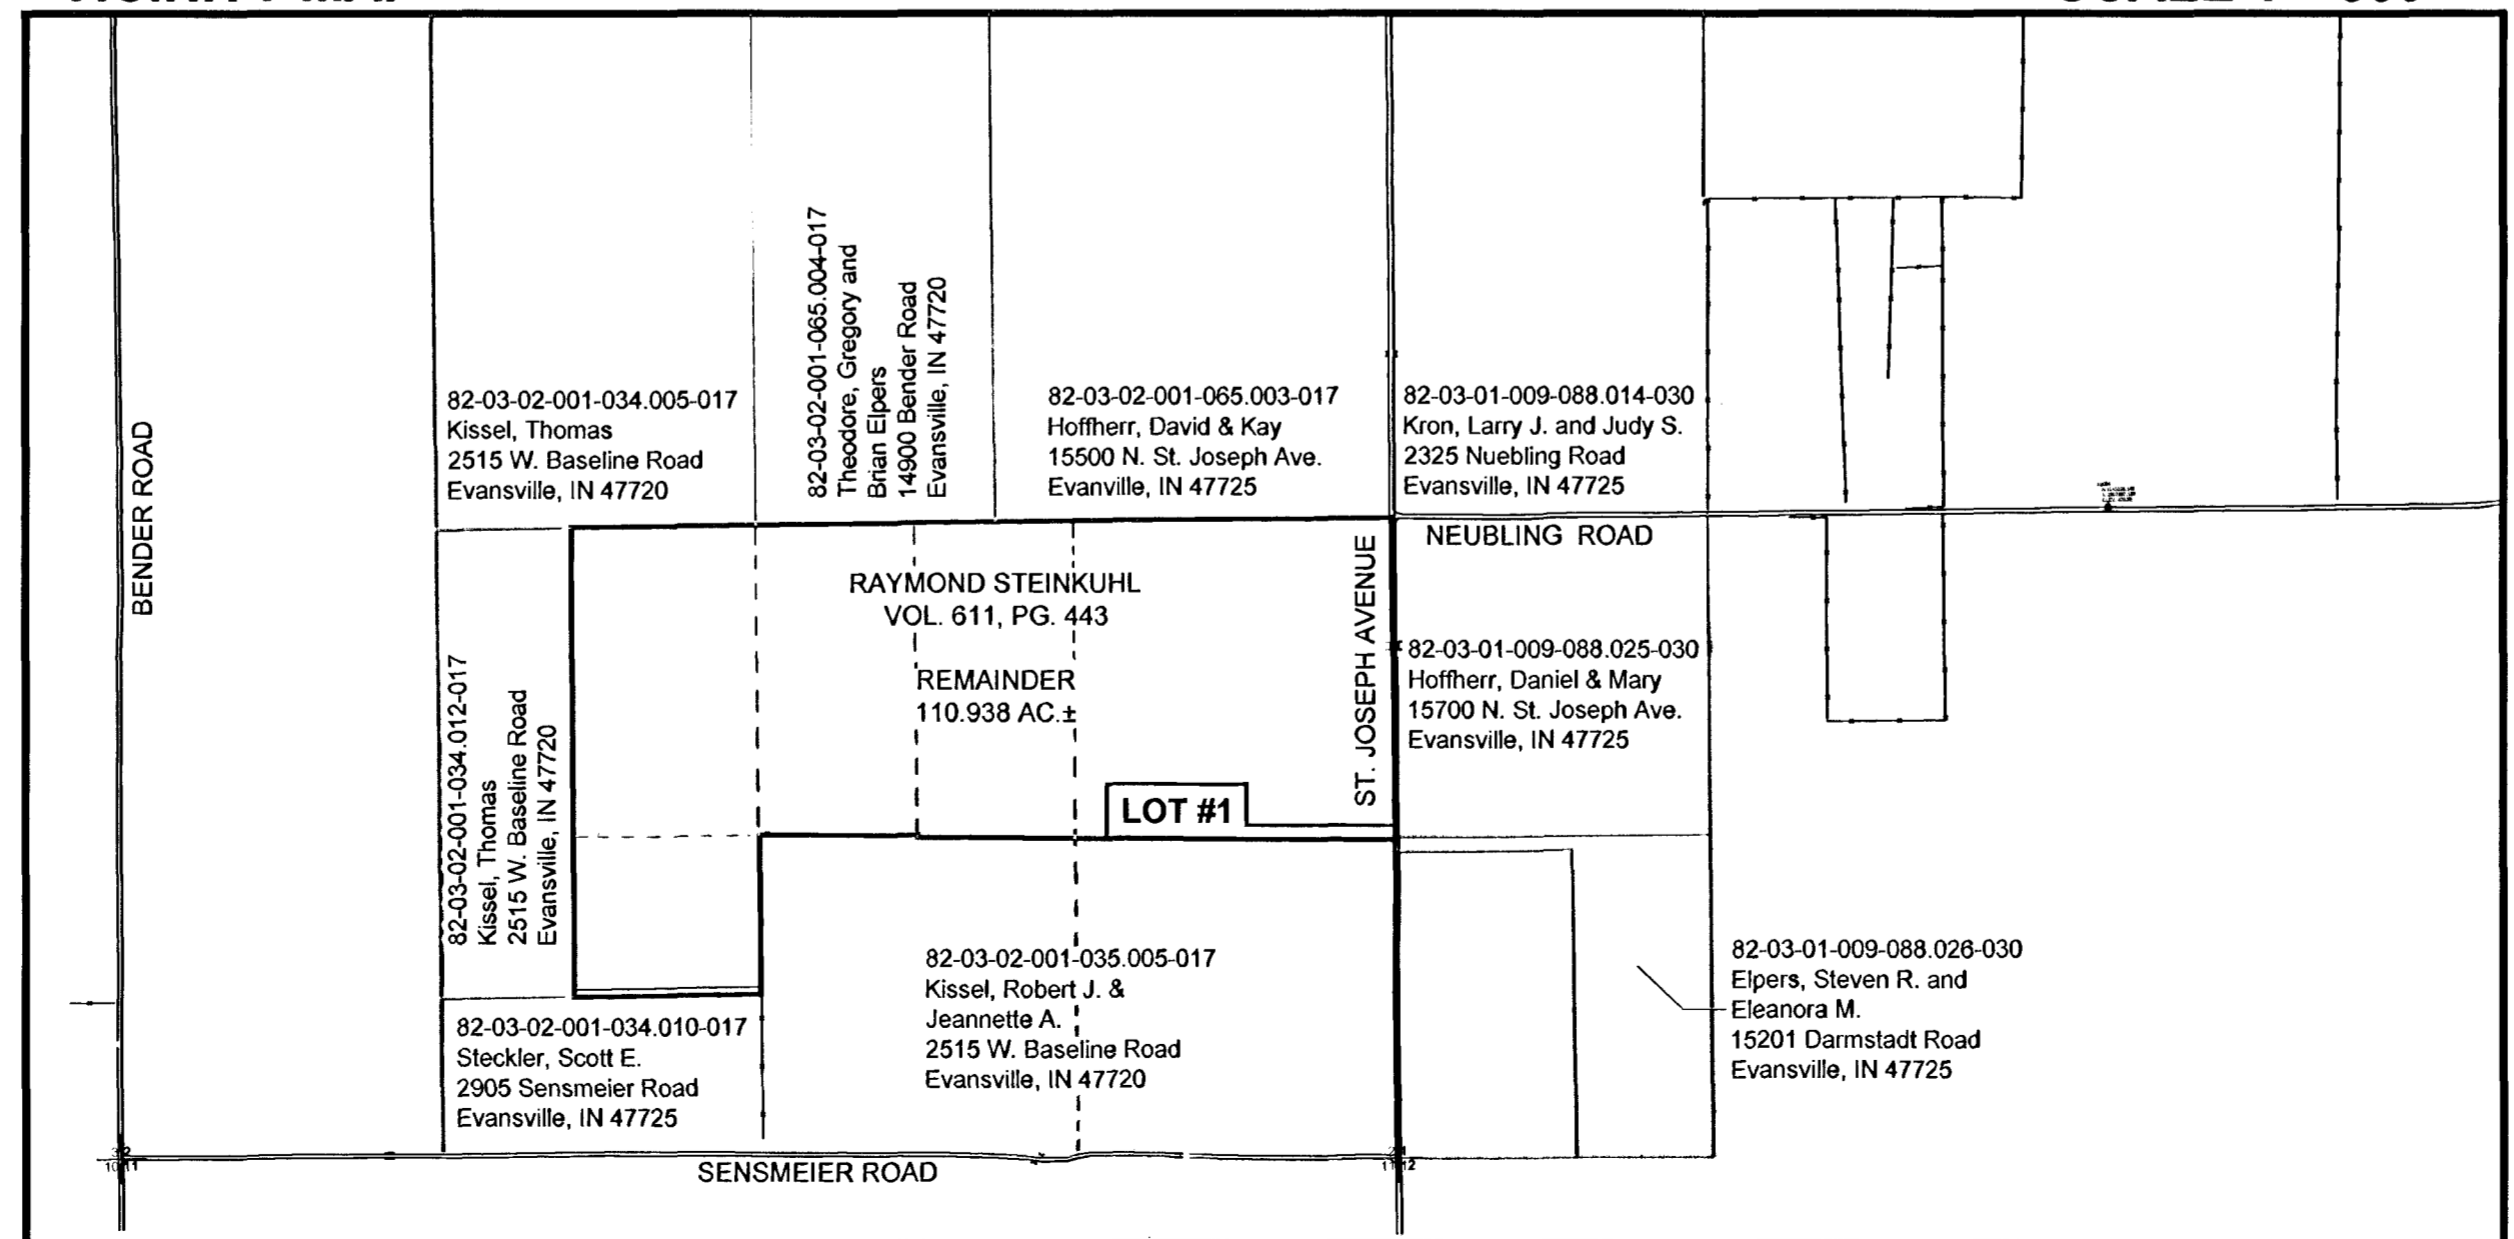 BENDER ROAD
82-03-02-001-034.005-017
Kissel, Thomas
2515 W. Baseline Road
Evansville, IN 47720
82-03-02-001-065.004-017
Theodore, Gregory and
Brian Elpers
14900 Bender Road
Evansville, IN 47720
82-03-02-001-065.003-017
Hoffherr, David & Kay
15500 N. St. Joseph Ave.
Evanville, IN 47725
82-03-01-009-088.014-030
Kron, Larry J. and Judy S.
2325 Nuebling Road
Evansville, IN 47725
NEUBLING ROAD
RAYMOND STEINKUHL
VOL. 611, PG. 443
REMAINDER
110.938 AC.±
ST. JOSEPH AVENUE
82-03-01-009-088.025-030
Hoffherr, Daniel & Mary
15700 N. St. Joseph Ave.
Evansville, IN 47725
82-03-02-001-034.012-017
Kissel, Thomas
2515 W. Baseline Road
Evansville, IN 47720
LOT #1
82-03-02-001-035.005-017
Kissel, Robert J. &
Jeannette A.
2515 W. Baseline Road
Evansville, IN 47720
82-03-01-009-088.026-030
Elpers, Steven R. and
Eleanora M.
15201 Darmstadt Road
Evansville, IN 47725
82-03-02-001-034.010-017
Steckler, Scott E.
2905 Sensmeier Road
Evansville, IN 47725
SENSMEIER ROAD